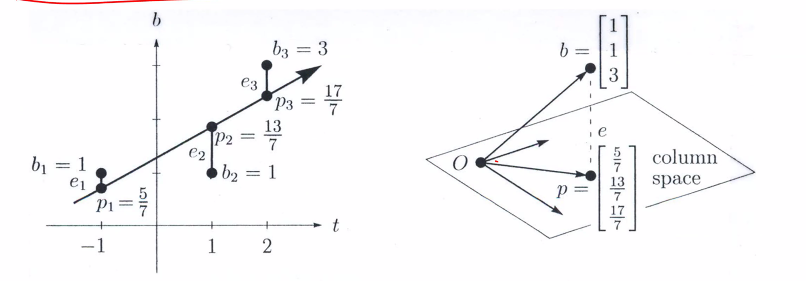 b
b₃ = 3
e₃
p₃ = 17/7
p₂ = 13/7
e₂
b₂ = 1
b₁ = 1
e₁
p₁ = 5/7
t
−1
1
2
b = [1 1 3]
e
O
p = [5/7 13/7 17/7]
column
space